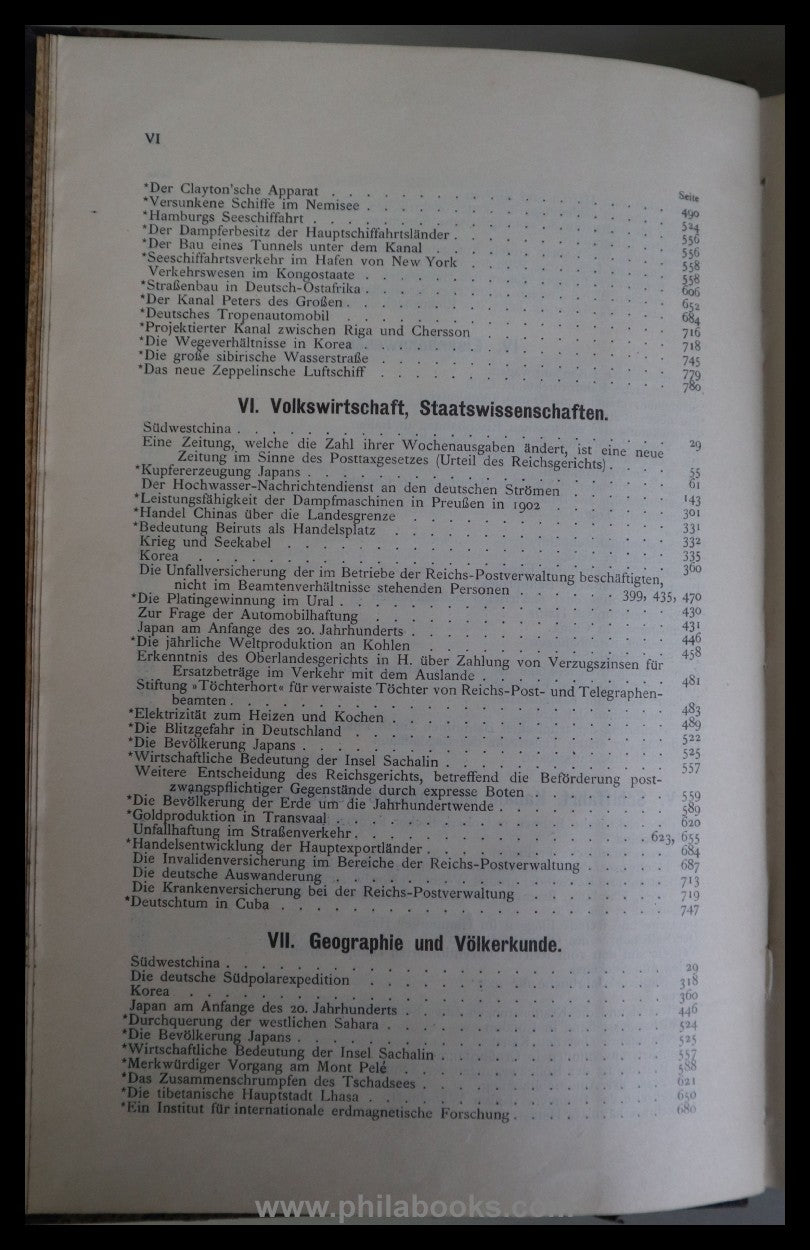 VI
Seite
*Der Clayton'sche Apparat . . . . 490
*Versunkene Schiffe im Nemisee . . . . 524
*Hamburgs Seeschiffahrt . . . . 556
*Der Dampferbesitz der Hauptschiffahrtsländer . . . . 556
*Der Bau eines Tunnels unter dem Kanal . . . . 558
*Seeschiffahrtsverkehr im Hafen von New York . . . . 558
Verkehrswesen im Kongostaate . . . . 606
*Straßenbau in Deutsch-Ostafrika . . . . 652
*Der Kanal Peters des Großen . . . . 684
*Deutsches Tropenautomobil . . . . 716
*Projektierter Kanal zwischen Riga und Chersson . . . . 718
*Die Wegeverhältnisse in Korea . . . . 745
*Die große sibirische Wasserstraße . . . . 779
*Das neue Zeppelinsche Luftschiff . . . . 780
VI. Volkswirtschaft, Staatswissenschaften.
Südwestchina . . . . 29
Eine Zeitung, welche die Zahl ihrer Wochenausgaben ändert, ist eine neue
Zeitung im Sinne des Posttaxgesetzes (Urteil des Reichsgerichts) . . . . 55
*Kupfererzeugung Japans . . . . 61
Der Hochwasser-Nachrichtendienst an den deutschen Strömen . . . . 143
*Leistungsfähigkeit der Dampfmaschinen in Preußen in 1902 . . . . 301
*Handel Chinas über die Landesgrenze . . . . 331
*Bedeutung Beiruts als Handelsplatz . . . . 332
Krieg und Seekabel . . . . 335
Korea . . . . 360
Die Unfallversicherung der im Betriebe der Reichs-Postverwaltung beschäftigten,
nicht im Beamtenverhältnisse stehenden Personen . . . . 399, 435, 470
*Die Platingewinnung im Ural . . . . 430
Zur Frage der Automobilhaftung . . . . 431
Japan am Anfange des 20. Jahrhunderts . . . . 446
*Die jährliche Weltproduktion an Kohlen . . . . 458
Erkenntnis des Oberlandesgerichts in H. über Zahlung von Verzugszinsen für
Ersatzbeträge im Verkehr mit dem Auslande . . . . 481
Stiftung »Töchterhort« für verwaiste Töchter von Reichs-Post- und Telegraphen-
beamten . . . . 483
*Elektrizität zum Heizen und Kochen . . . . 489
*Die Blitzgefahr in Deutschland . . . . 522
*Die Bevölkerung Japans . . . . 525
*Wirtschaftliche Bedeutung der Insel Sachalin . . . . 557
Weitere Entscheidung des Reichsgerichts, betreffend die Beförderung post-
zwangspflichtiger Gegenstände durch expresse Boten . . . . 559
*Die Bevölkerung der Erde um die Jahrhundertwende . . . . 589
*Goldproduktion in Transvaal . . . . 620
Unfallhaftung im Straßenverkehr . . . . 623, 655
*Handelsentwicklung der Hauptexportländer . . . . 684
Die Invalidenversicherung im Bereiche der Reichs-Postverwaltung . . . . 687
Die deutsche Auswanderung . . . . 713
Die Krankenversicherung bei der Reichs-Postverwaltung . . . . 719
*Deutschtum in Cuba . . . . 747
VII. Geographie und Völkerkunde.
Südwestchina . . . . 29
Die deutsche Südpolarexpedition . . . . 318
Korea . . . . 360
Japan am Anfange des 20. Jahrhunderts . . . . 446
*Durchquerung der westlichen Sahara . . . . 524
*Die Bevölkerung Japans . . . . 525
*Wirtschaftliche Bedeutung der Insel Sachalin . . . . 557
*Merkwürdiger Vorgang am Mont Pelé . . . . 588
*Das Zusammenschrumpfen des Tschadsees . . . . 621
*Die tibetanische Hauptstadt Lhasa . . . . 650
*Ein Institut für internationale erdmagnetische Forschung . . . . 680
www.philabooks.com